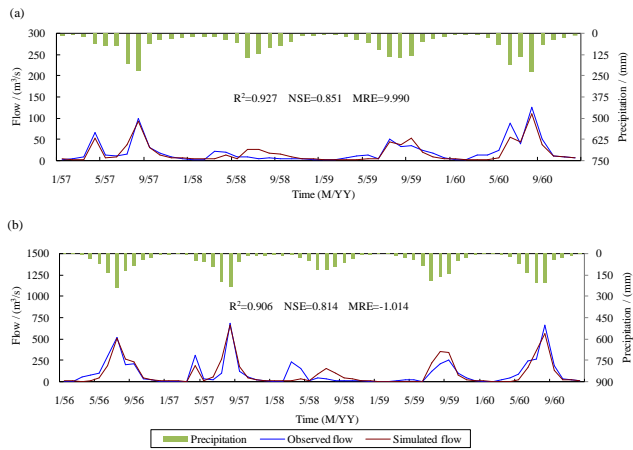 (a)
Flow / (m³/s)
300
250
200
150
100
50
0
R²=0.927 NSE=0.851 MRE=9.990
0
150
300
450
600
750
Precipitation / (mm)
1/57 5/57 9/57 1/58 5/58 9/58 1/59 5/59 9/59 1/60 5/60 9/60
Time (M/YY)
(b)
Flow / (m³/s)
1500
1250
1000
750
500
250
0
R²=0.906 NSE=0.814 MRE=-1.014
0
150
300
450
600
750
900
Precipitation / (mm)
1/56 5/56 9/56 1/57 5/57 9/57 1/58 5/58 9/58 1/59 5/59 9/59 1/60 5/60 9/60
Time (M/YY)
Precipitation Observed flow Simulated flow